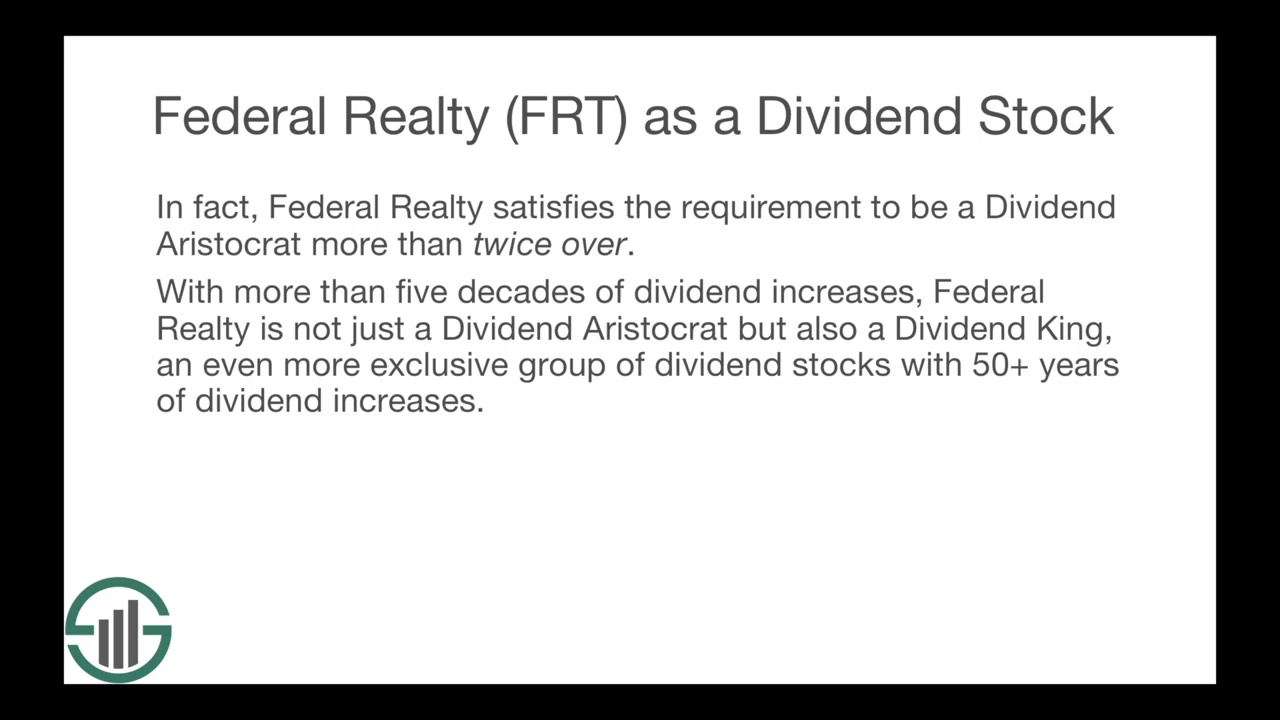 Federal Realty (FRT) as a Dividend Stock
In fact, Federal Realty satisfies the requirement to be a Dividend
Aristocrat more than twice over.
With more than five decades of dividend increases, Federal
Realty is not just a Dividend Aristocrat but also a Dividend King,
an even more exclusive group of dividend stocks with 50+ years
of dividend increases.